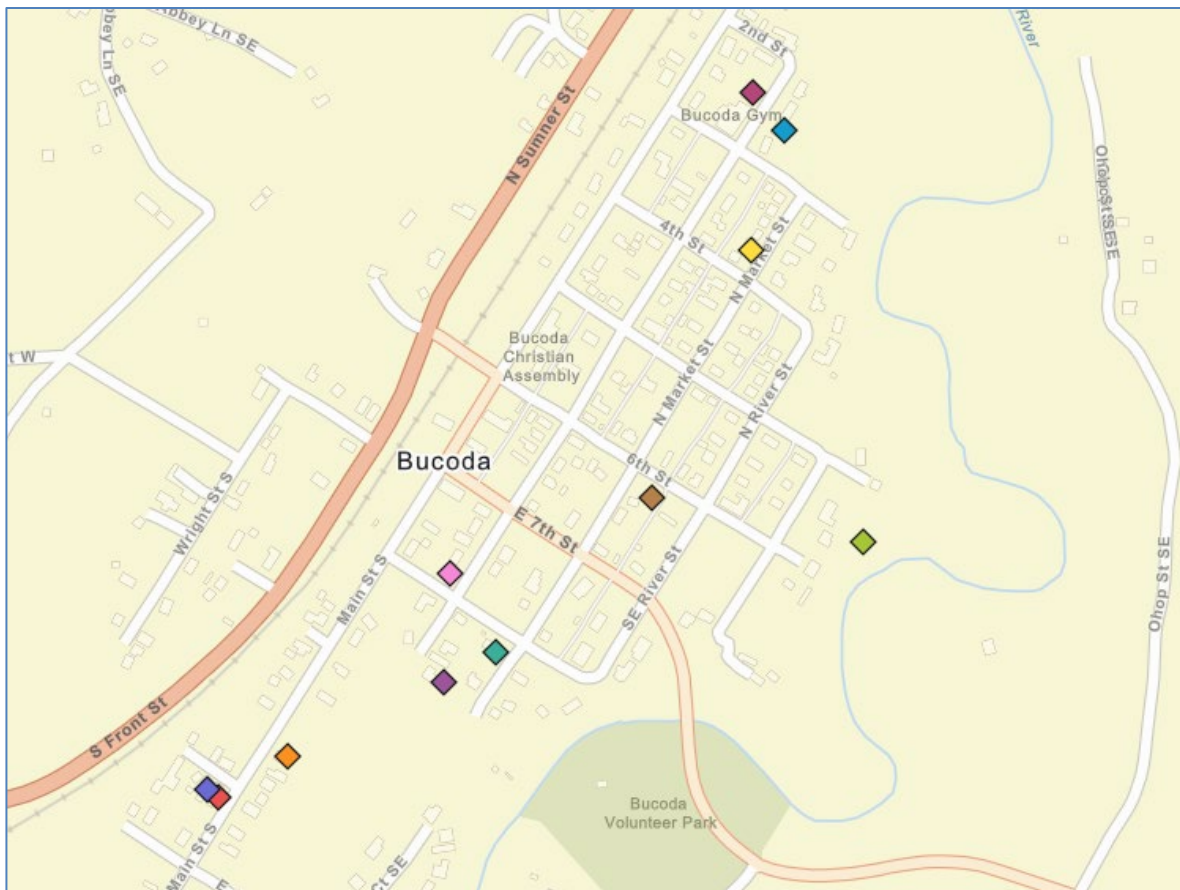 Abbey Ln SE
Abbey Ln SE
River
2nd St
Bucoda Gym
N Sumner St
Ohop St SE
4th St
N Market St
Bucoda
Christian
Assembly
t W
N Market St
N River St
Bucoda
6th St
Wright St S
E 7th St
Main St S
SE River St
Ohop St SE
S Front St
Bucoda
Volunteer Park
Main St S
E
Ct SE